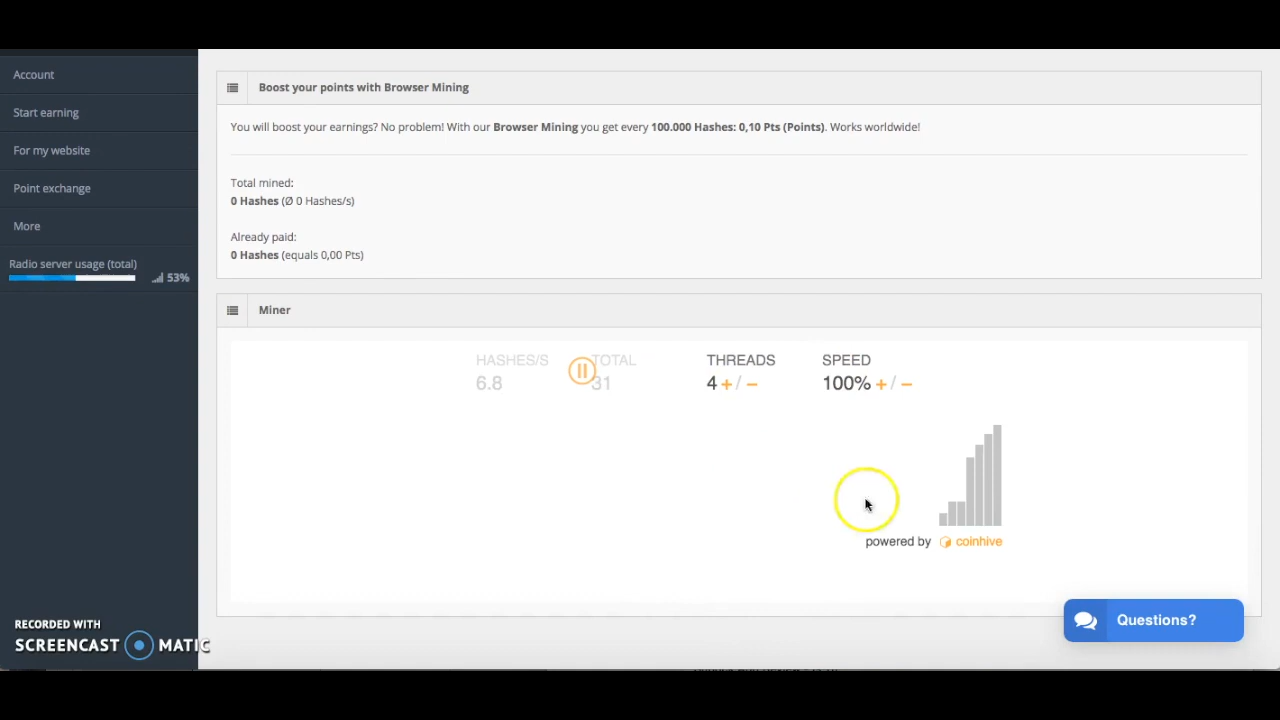 Account
Start earning
For my website
Point exchange
More
Radio server usage (total)
53%
Boost your points with Browser Mining
You will boost your earnings? No problem! With our Browser Mining you get every 100.000 Hashes: 0,10 Pts (Points). Works worldwide!
Total mined:
0 Hashes (Ø 0 Hashes/s)
Already paid:
0 Hashes (equals 0,00 Pts)
Miner
HASHES/S TOTAL THREADS SPEED
6.8 31 4 + / − 100% + / −
powered by coinhive
Questions?
RECORDED WITH
SCREENCAST MATIC